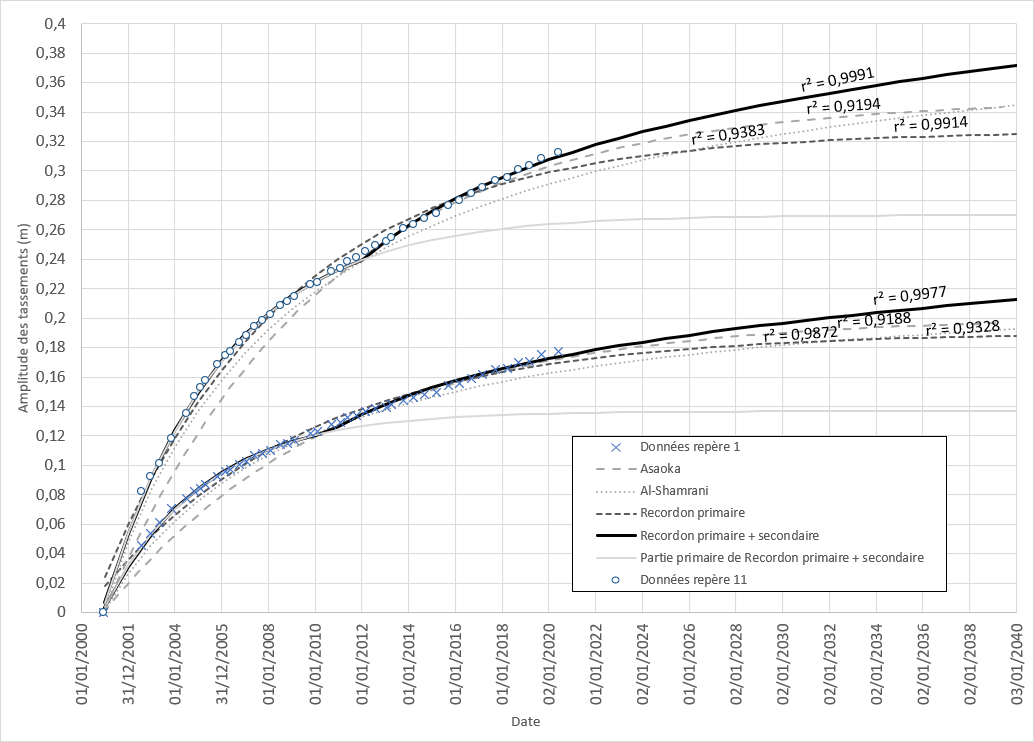 0,4
0,38
0,36
0,34
0,32
0,3
0,28
0,26
0,24
0,22
0,2
0,18
0,16
0,14
0,12
0,1
0,08
0,06
0,04
0,02
0
Amplitude des tassements (m)
r² = 0,9991
r² = 0,9194
r² = 0,9914
r² = 0,9383
r² = 0,9977
r² = 0,9188
r² = 0,9328
r² = 0,9872
Données repère 1
Asaoka
Al-Shamrani
Recordon primaire
Recordon primaire + secondaire
Partie primaire de Recordon primaire + secondaire
Données repère 11
01/01/2000
31/12/2001
01/01/2004
31/12/2005
01/01/2008
01/01/2010
01/01/2012
01/01/2014
01/01/2016
01/01/2018
01/01/2020
01/01/2022
02/01/2024
02/01/2026
02/01/2028
02/01/2030
02/01/2032
02/01/2034
02/01/2036
02/01/2038
03/01/2040
Date